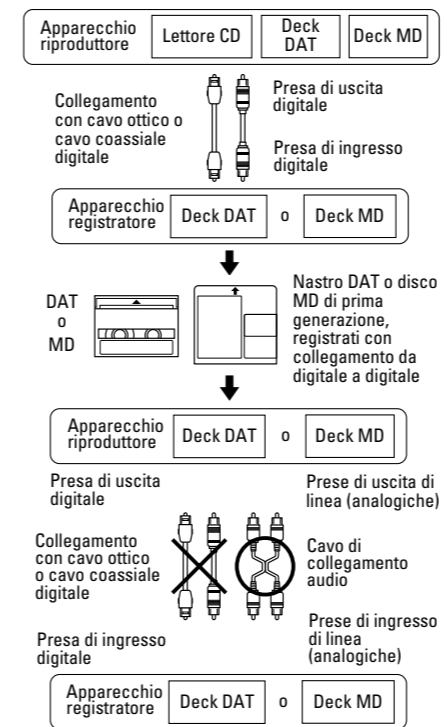 Apparecchio
riproduttore
Lettore CD
Deck
DAT
Deck MD
Collegamento
con cavo ottico o
cavo coassiale
digitale
Presa di uscita
digitale
Presa di ingresso
digitale
Apparecchio
registratore
Deck DAT
o
Deck MD
DAT
o
MD
Nastro DAT o disco
MD di prima
generazione,
registrati con
collegamento da
digitale a digitale
Apparecchio
riproduttore
Deck DAT
o
Deck MD
Presa di uscita
digitale
Prese di uscita di
linea (analogiche)
Collegamento
con cavo ottico
o cavo coassiale
digitale
Cavo di
collegamento
audio
Presa di ingresso
digitale
Prese di ingresso
di linea
(analogiche)
Apparecchio
registratore
Deck DAT
o
Deck MD